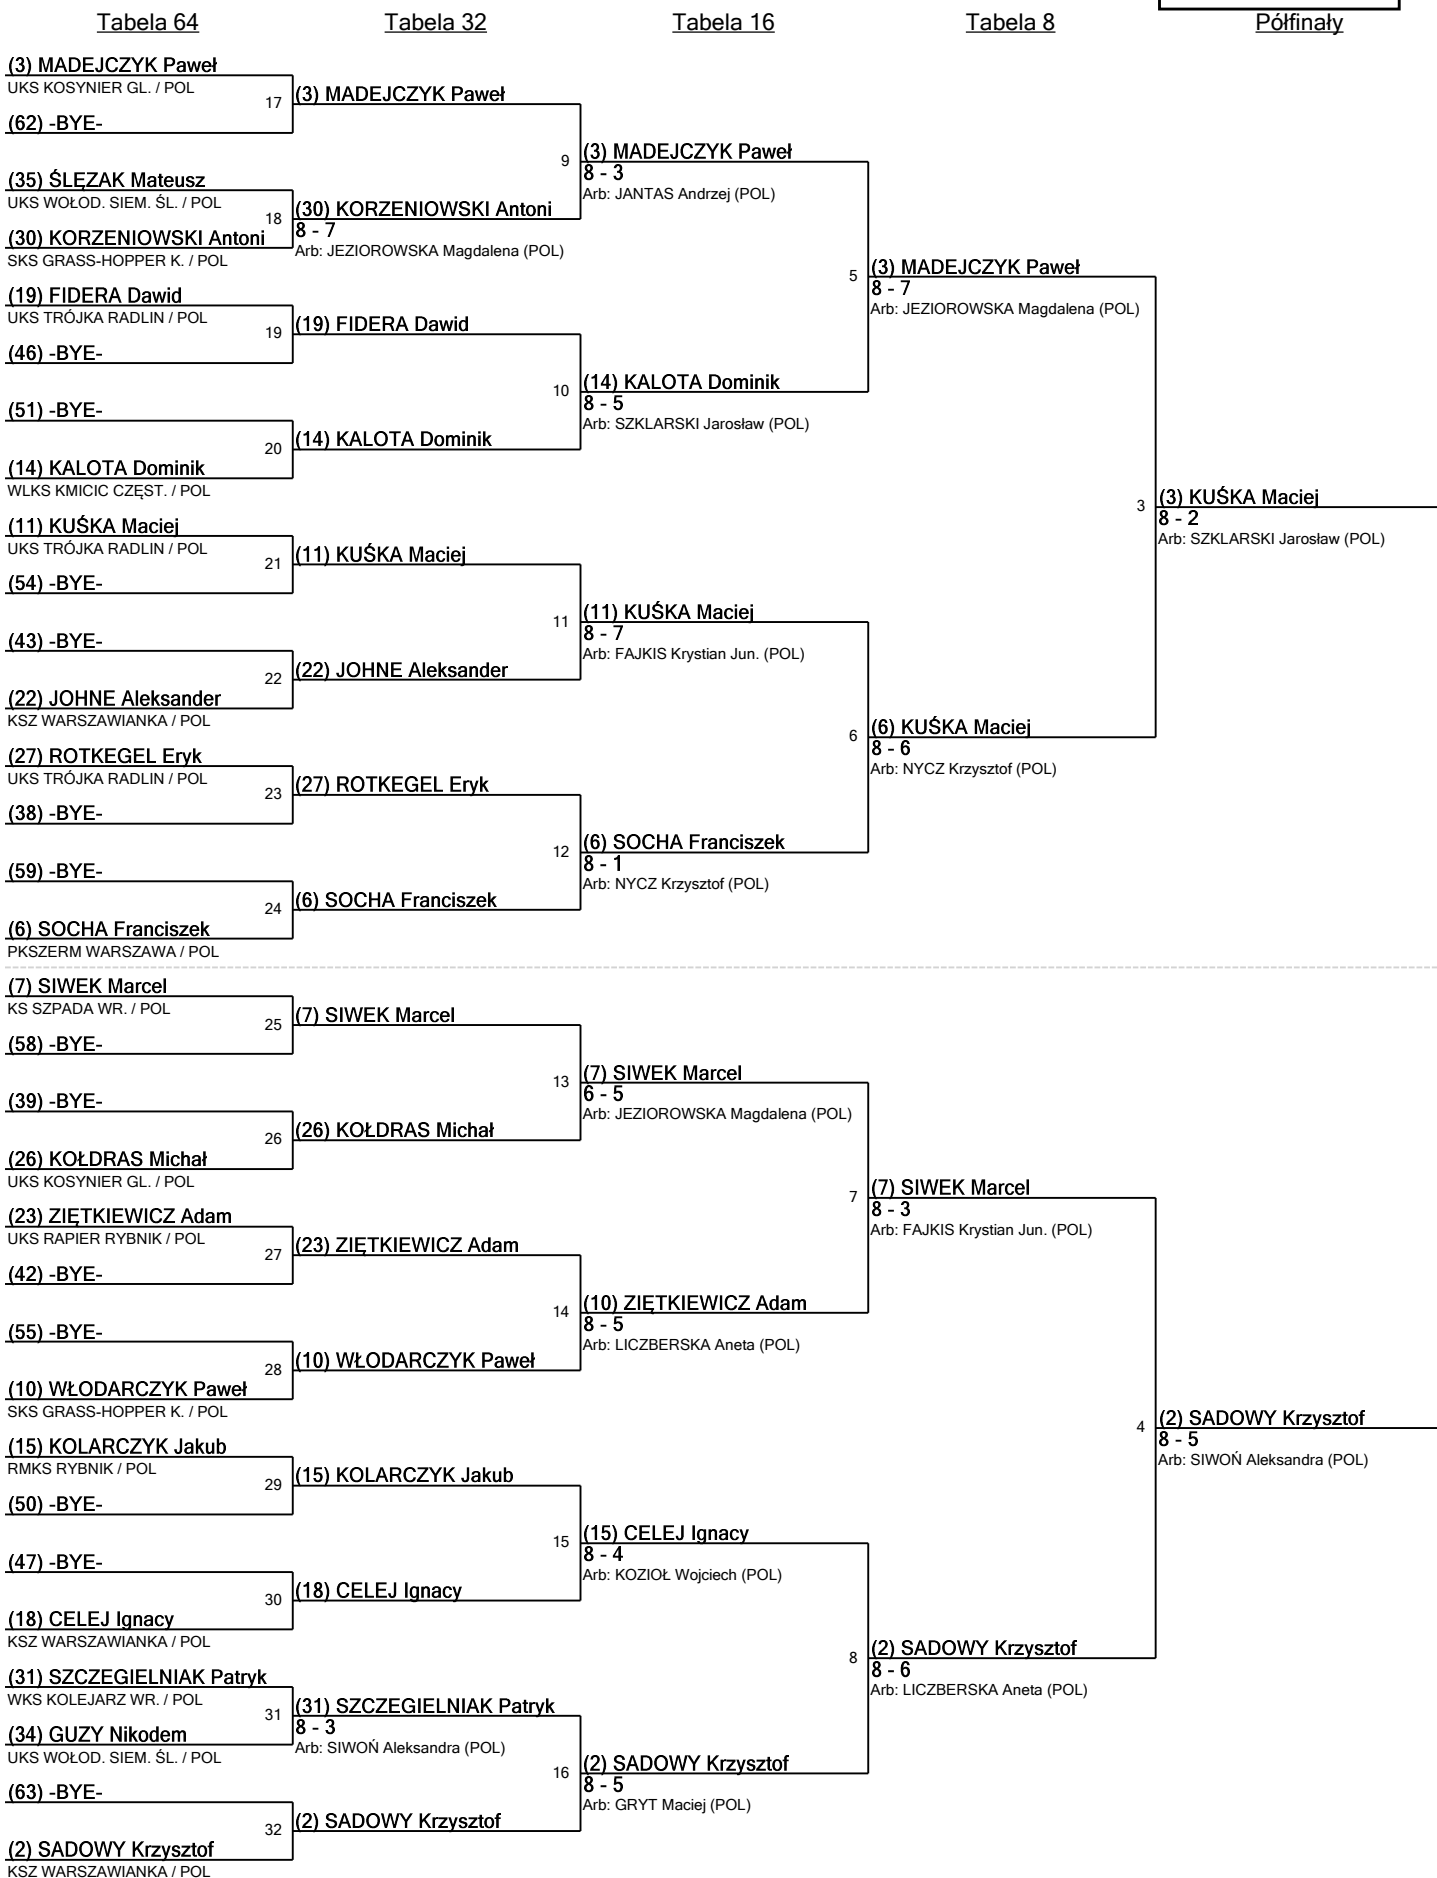 Tabela 64
Tabela 32
Tabela 16
Tabela 8
Półfinały
(3) MADEJCZYK Paweł
UKS KOSYNIER GL. / POL
17
(62) -BYE-
(35) ŚLĘZAK Mateusz
UKS WOŁOD. SIEM. ŚL. / POL
18
(30) KORZENIOWSKI Antoni
SKS GRASS-HOPPER K. / POL
(19) FIDERA Dawid
UKS TRÓJKA RADLIN / POL
19
(46) -BYE-
(51) -BYE-
20
(14) KALOTA Dominik
WLKS KMICIC CZĘST. / POL
(11) KUŚKA Maciej
UKS TRÓJKA RADLIN / POL
21
(54) -BYE-
(43) -BYE-
22
(22) JOHNE Aleksander
KSZ WARSZAWIANKA / POL
(27) ROTKEGEL Eryk
UKS TRÓJKA RADLIN / POL
23
(38) -BYE-
(59) -BYE-
24
(6) SOCHA Franciszek
PKSZERM WARSZAWA / POL
(7) SIWEK Marcel
KS SZPADA WR. / POL
25
(58) -BYE-
(39) -BYE-
26
(26) KOŁDRAS Michał
UKS KOSYNIER GL. / POL
(23) ZIĘTKIEWICZ Adam
UKS RAPIER RYBNIK / POL
27
(42) -BYE-
(55) -BYE-
28
(10) WŁODARCZYK Paweł
SKS GRASS-HOPPER K. / POL
(15) KOLARCZYK Jakub
RMKS RYBNIK / POL
29
(50) -BYE-
(47) -BYE-
30
(18) CELEJ Ignacy
KSZ WARSZAWIANKA / POL
(31) SZCZEGIELNIAK Patryk
WKS KOLEJARZ WR. / POL
31
(34) GUZY Nikodem
UKS WOŁOD. SIEM. ŚL. / POL
(63) -BYE-
32
(2) SADOWY Krzysztof
KSZ WARSZAWIANKA / POL
(3) MADEJCZYK Paweł
9
(30) KORZENIOWSKI Antoni
8 - 7
Arb: JEZIOROWSKA Magdalena (POL)
(19) FIDERA Dawid
10
(14) KALOTA Dominik
(11) KUŚKA Maciej
11
(22) JOHNE Aleksander
(27) ROTKEGEL Eryk
12
(6) SOCHA Franciszek
(7) SIWEK Marcel
13
(26) KOŁDRAS Michał
(23) ZIĘTKIEWICZ Adam
14
(10) WŁODARCZYK Paweł
(15) KOLARCZYK Jakub
15
(18) CELEJ Ignacy
(31) SZCZEGIELNIAK Patryk
8 - 3
Arb: SIWOŃ Aleksandra (POL)
16
(2) SADOWY Krzysztof
(3) MADEJCZYK Paweł
8 - 3
Arb: JANTAS Andrzej (POL)
5
(14) KALOTA Dominik
8 - 5
Arb: SZKLARSKI Jarosław (POL)
(11) KUŚKA Maciej
8 - 7
Arb: FAJKIS Krystian Jun. (POL)
6
(6) SOCHA Franciszek
8 - 1
Arb: NYCZ Krzysztof (POL)
(7) SIWEK Marcel
6 - 5
Arb: JEZIOROWSKA Magdalena (POL)
7
(10) ZIĘTKIEWICZ Adam
8 - 5
Arb: LICZBERSKA Aneta (POL)
(15) CELEJ Ignacy
8 - 4
Arb: KOZIOŁ Wojciech (POL)
8
(2) SADOWY Krzysztof
8 - 5
Arb: GRYT Maciej (POL)
(3) MADEJCZYK Paweł
8 - 7
Arb: JEZIOROWSKA Magdalena (POL)
3
(6) KUŚKA Maciej
8 - 6
Arb: NYCZ Krzysztof (POL)
(7) SIWEK Marcel
8 - 3
Arb: FAJKIS Krystian Jun. (POL)
4
(2) SADOWY Krzysztof
8 - 6
Arb: LICZBERSKA Aneta (POL)
(3) KUŚKA Maciej
8 - 2
Arb: SZKLARSKI Jarosław (POL)
(2) SADOWY Krzysztof
8 - 5
Arb: SIWOŃ Aleksandra (POL)